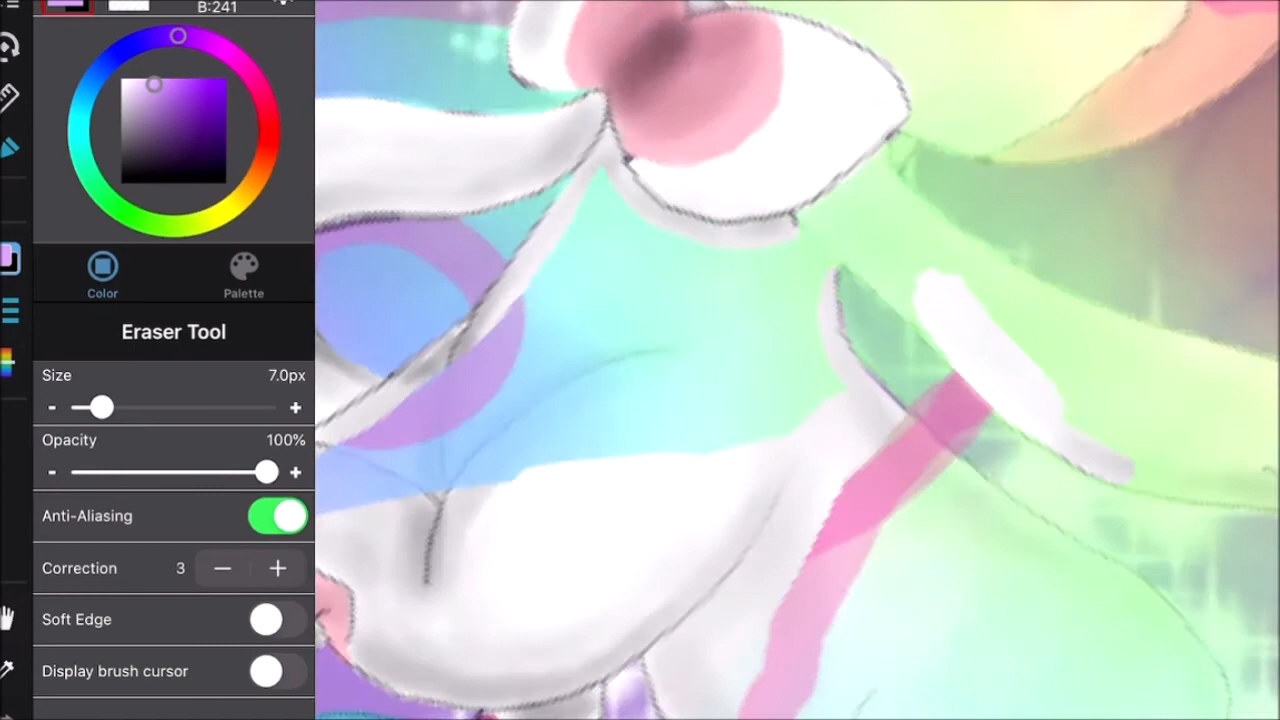 B:241
Color Palette
Eraser Tool
Size 7.0px
- +
Opacity 100%
- +
Anti-Aliasing
Correction 3 - +
Soft Edge
Display brush cursor